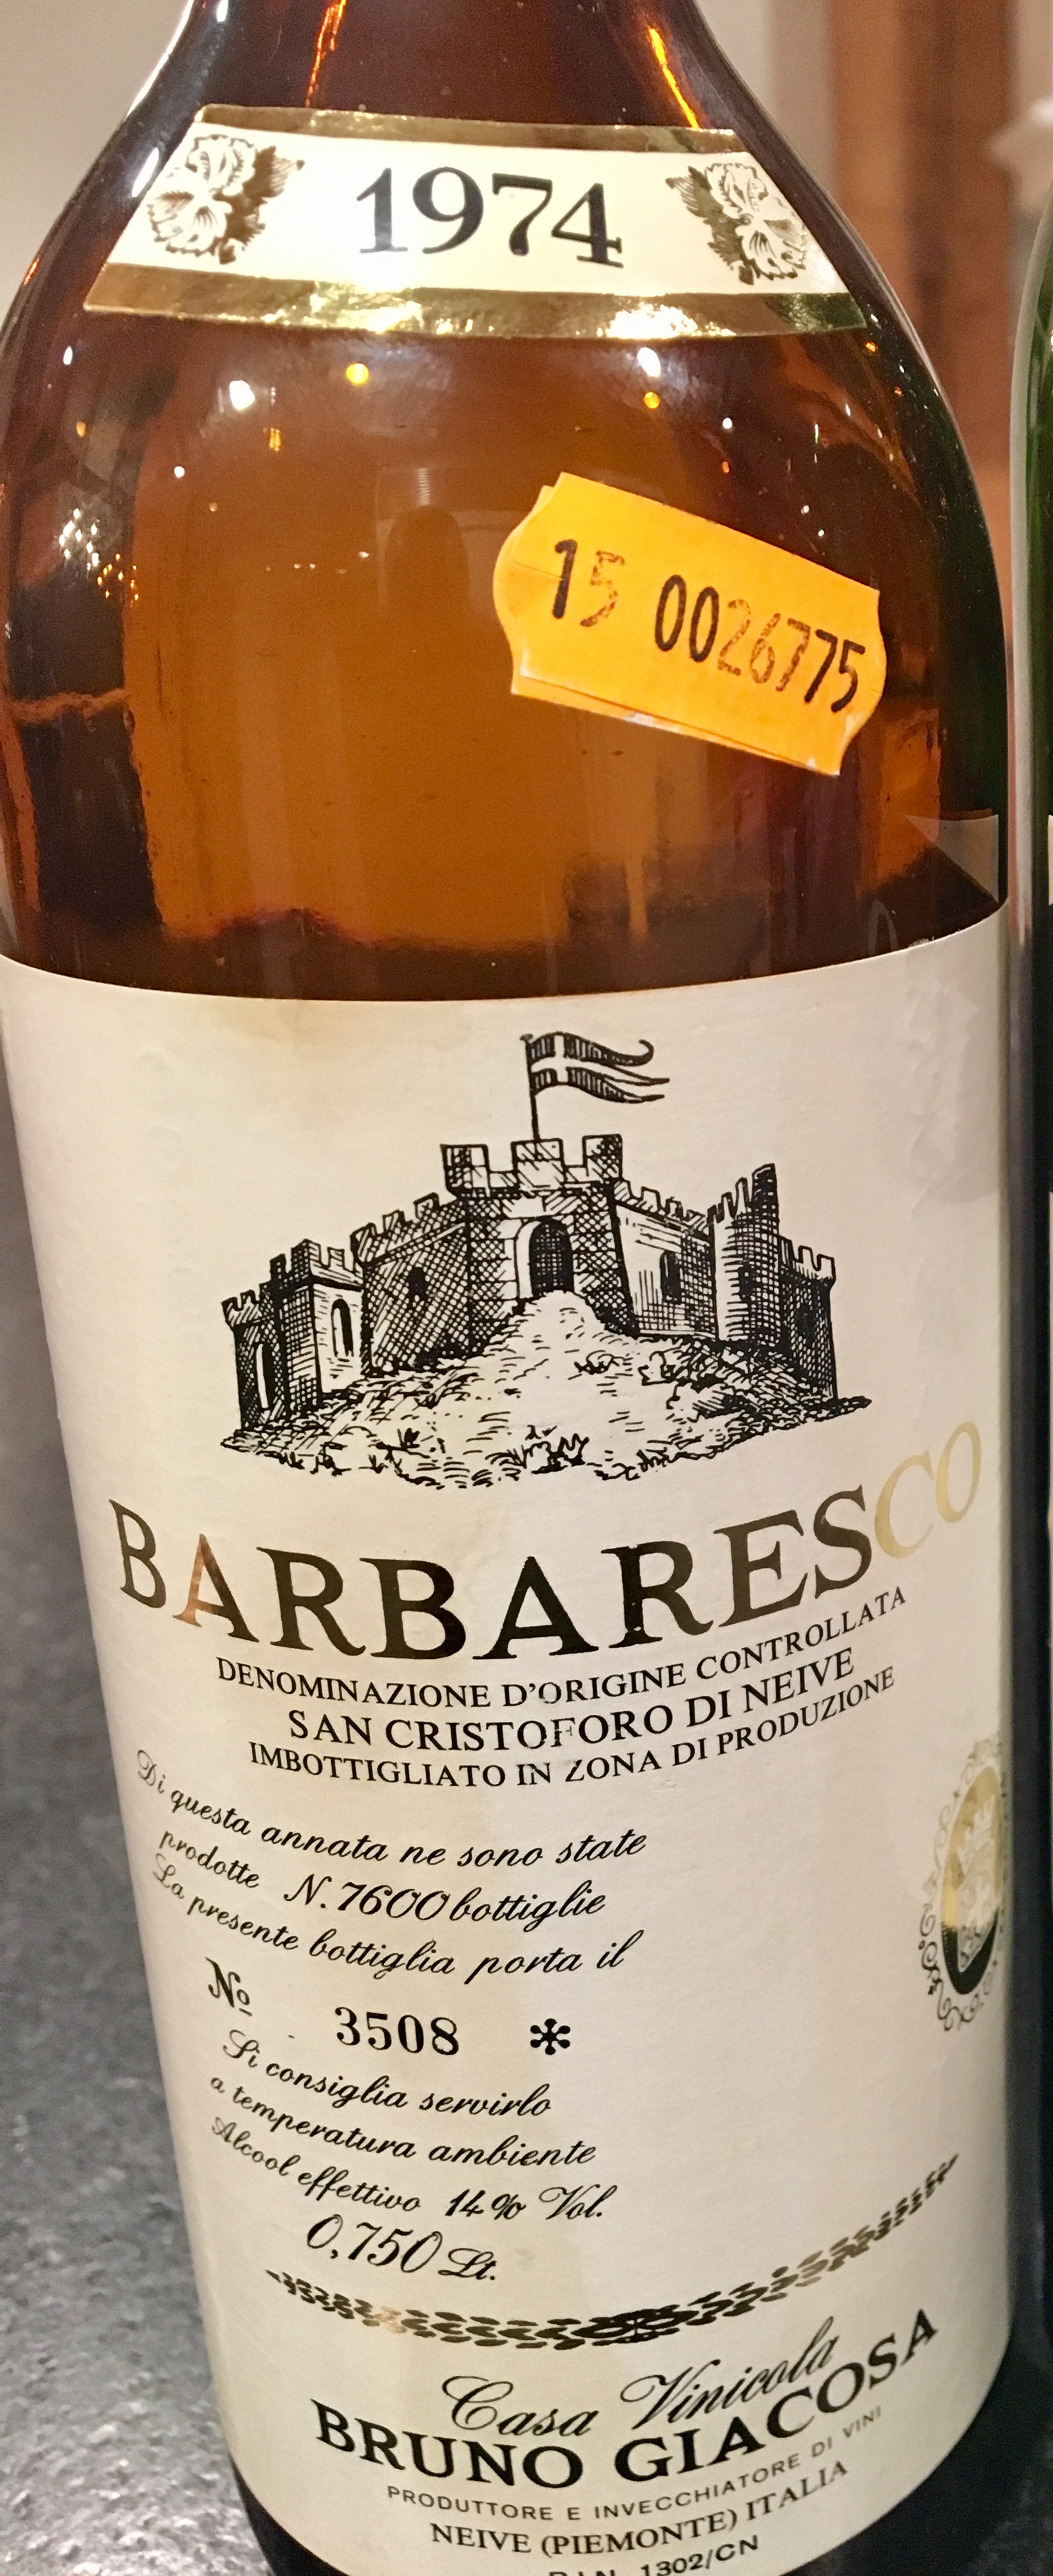 1974
15 0026775
BARBARESCO
DENOMINAZIONE D'ORIGINE CONTROLLATA
SAN CRISTOFORO DI NEIVE
IMBOTTIGLIATO IN ZONA DI PRODUZIONE
Di questa annata ne sono state
prodotte N. 7600 bottiglie
La presente bottiglia porta il
№ 3508 *
Si consiglia servirlo
a temperatura ambiente
Alcool effettivo 14% Vol.
0,750 Lt.
Casa Vinicola
BRUNO GIACOSA
PRODUTTORE E INVECCHIATORE DI VINI
NEIVE (PIEMONTE) ITALIA
1302/CN